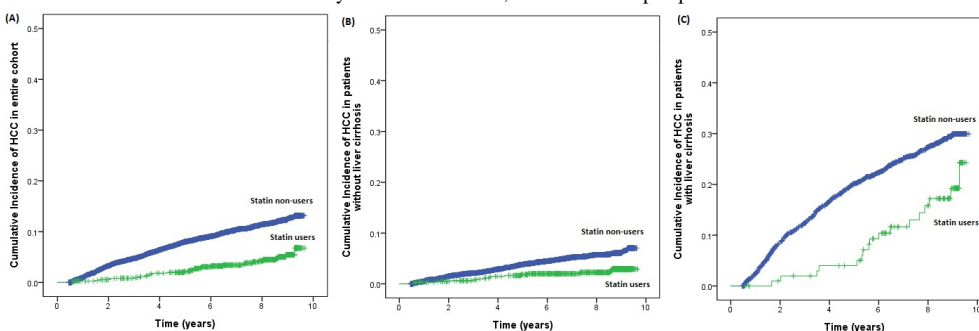 (A)
Cumulative Incidence of HCC in entire cohort
0.5
0.4
0.3
0.2
0.1
0.0
Statin non-users
Statin users
0 2 4 6 8 10
Time (years)
(B)
Cumulative Incidence of HCC in patients
without liver cirrhosis
0.5
0.4
0.3
0.2
0.1
0.0
Statin non-users
Statin users
0 2 4 6 8 10
Time (years)
(C)
Cumulative Incidence of HCC in patients
with liver cirrhosis
0.5
0.4
0.3
0.2
0.1
0.0
Statin non-users
Statin users
0 2 4 6 8 10
Time (years)